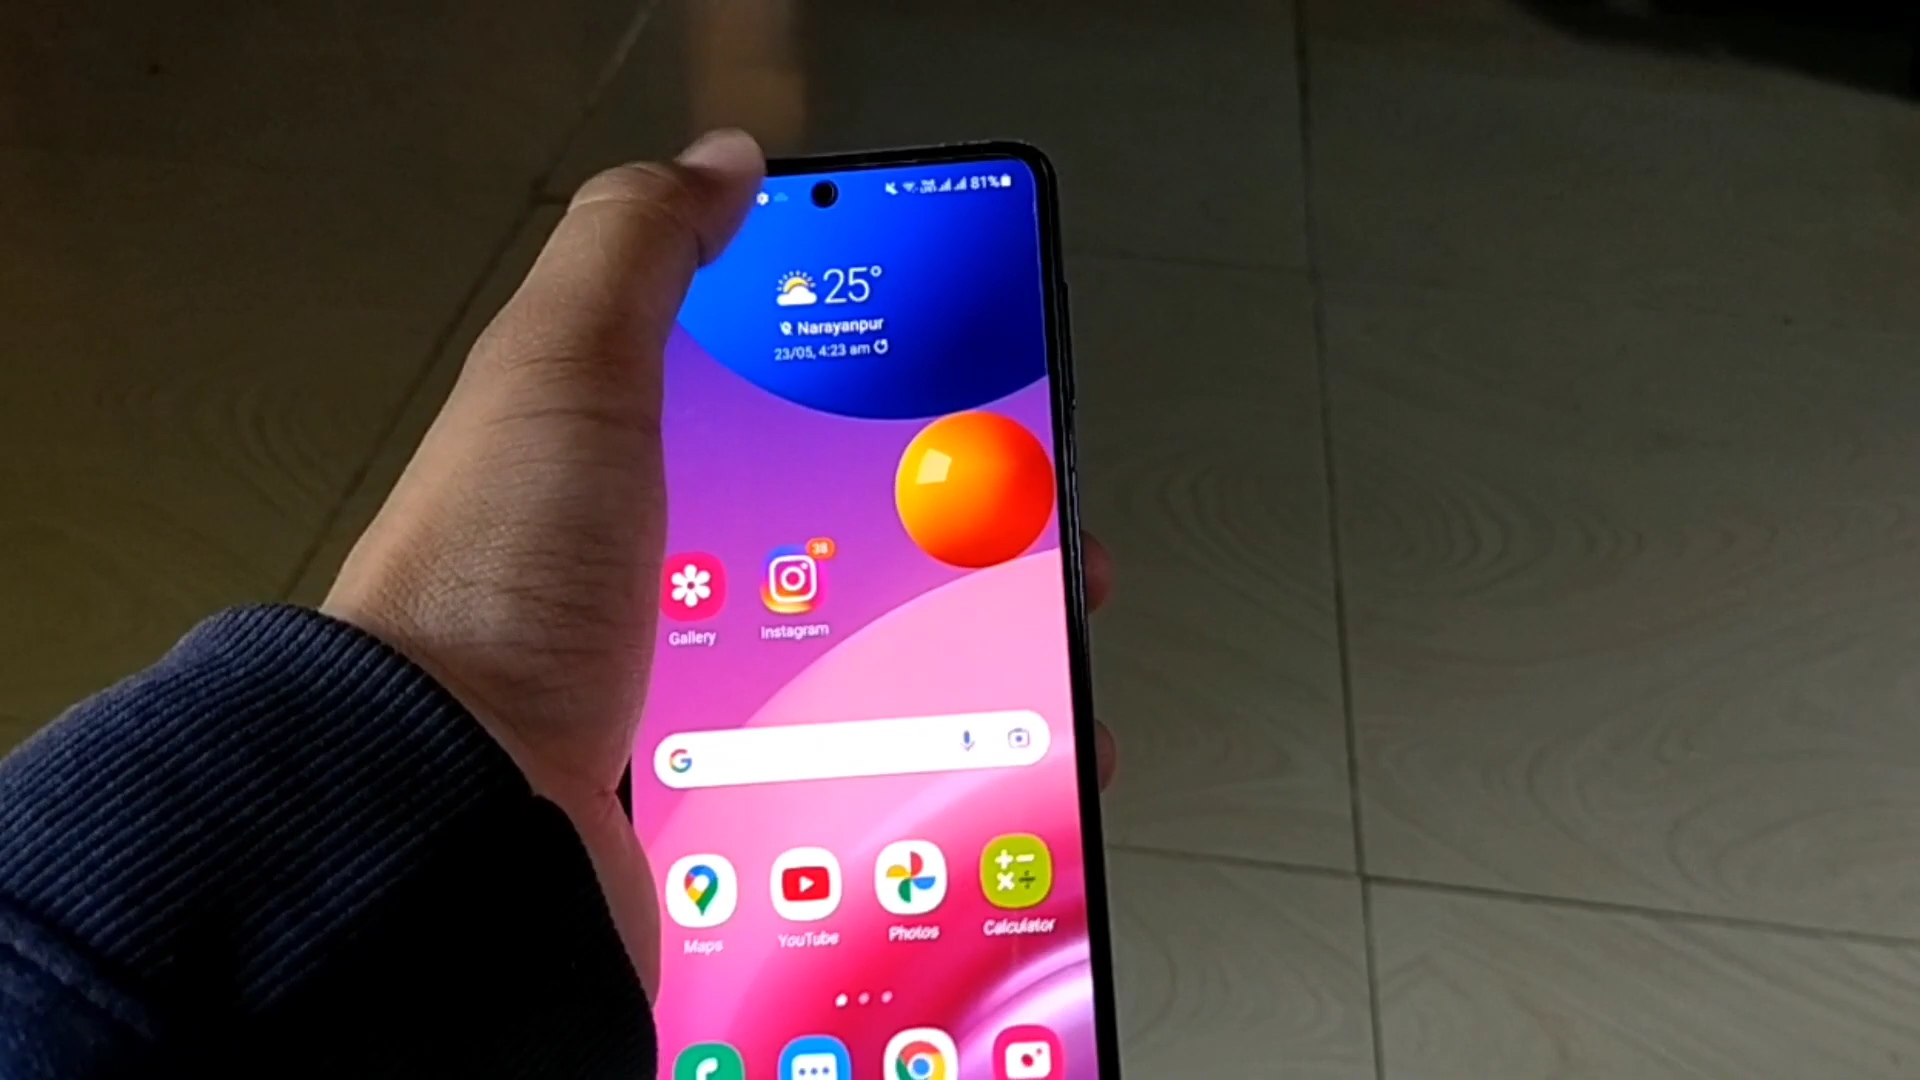 81%
25°
Narayanpur
23/05, 4:23 am
38
Gallery
Instagram
G
Maps
YouTube
Photos
Calculator